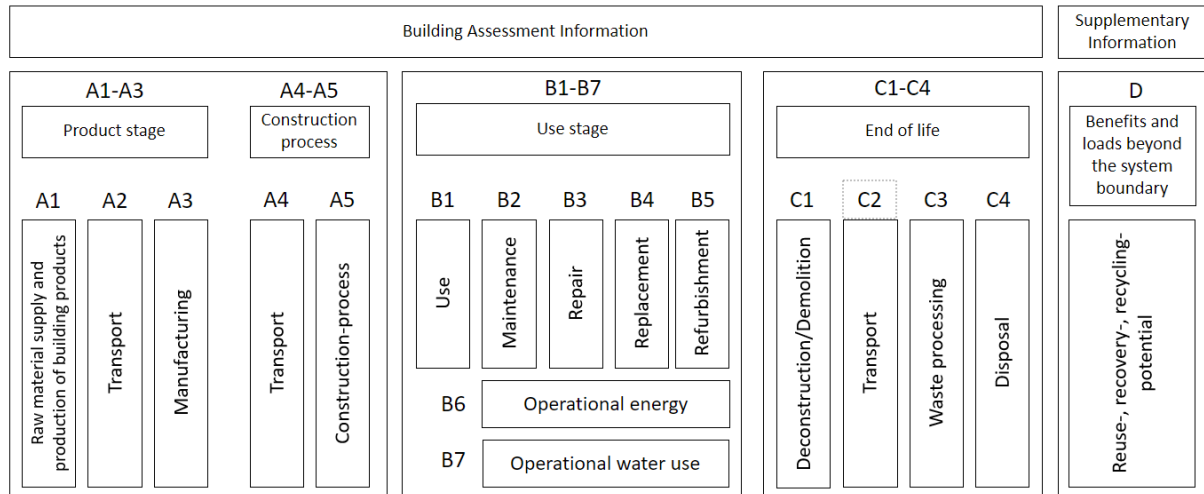 Building Assessment Information
Supplementary
Information
A1-A3
A4-A5
B1-B7
C1-C4
D
Product stage
Construction
process
Use stage
End of life
Benefits and
loads beyond
the system
boundary
A1
A2
A3
A4
A5
B1
B2
B3
B4
B5
C1
C2
C3
C4
Raw material supply and
production of building products
Transport
Manufacturing
Transport
Construction-process
Use
Maintenance
Repair
Replacement
Refurbishment
B6
Operational energy
B7
Operational water use
Deconstruction/Demolition
Transport
Waste processing
Disposal
Reuse-, recovery-, recycling-
potential